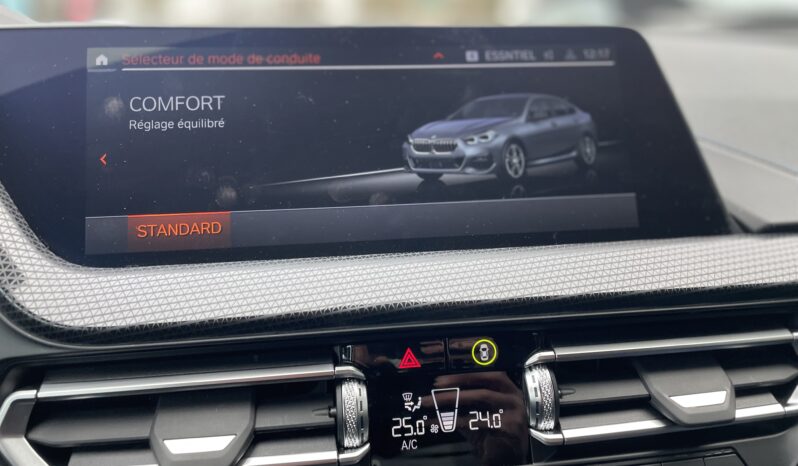 Sélecteur de mode de conduite ESSNTIEL 12:17
COMFORT
Réglage équilibré
STANDARD
25.0 24.0
A/C